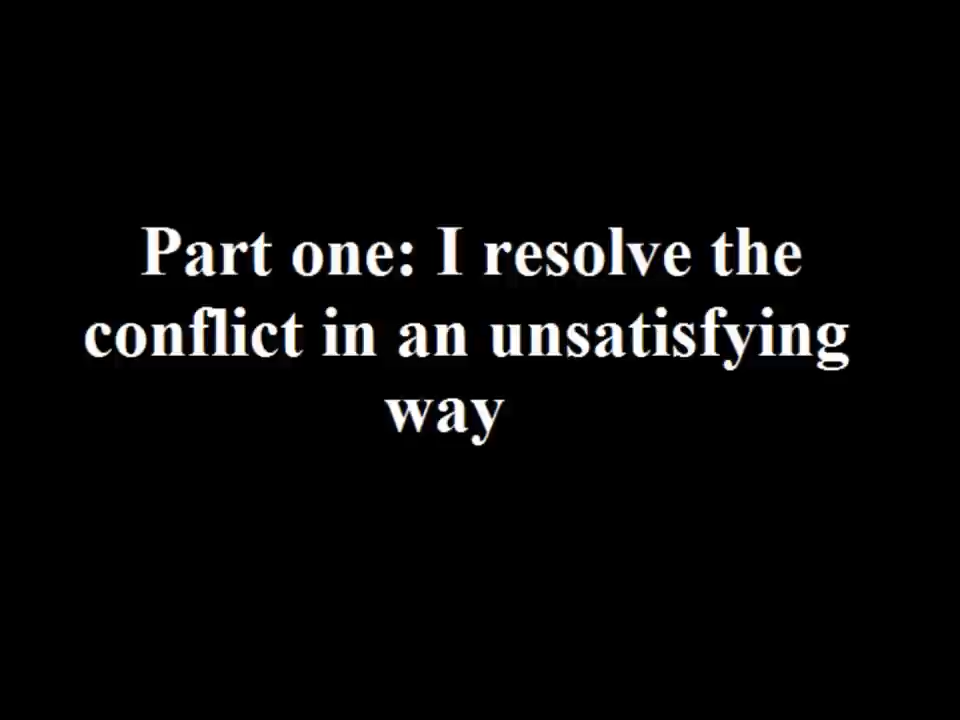 Part one: I resolve the
conflict in an unsatisfying
way